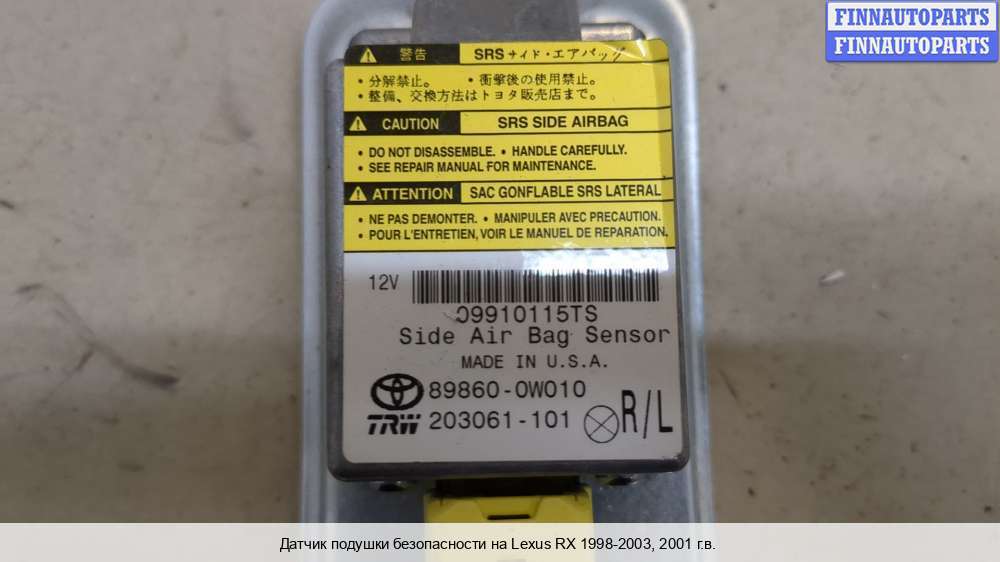 FINNAUTOPARTS
FINNAUTOPARTS
警告 SRSサイド・エアバッグ
・分解禁止。 ・衝撃後の使用禁止。
・整備、交換方法はトヨタ販売店まで。
CAUTION SRS SIDE AIRBAG
• DO NOT DISASSEMBLE. • HANDLE CAREFULLY.
• SEE REPAIR MANUAL FOR MAINTENANCE.
ATTENTION SAC GONFLABLE SRS LATERAL
• NE PAS DEMONTER. • MANIPULER AVEC PRECAUTION.
• POUR L'ENTRETIEN, VOIR LE MANUEL DE REPARATION.
12V
09910115TS
Side Air Bag Sensor
MADE IN U.S.A.
89860-0W010
TRW 203061-101 R/L
Датчик подушки безопасности на Lexus RX 1998-2003, 2001 г.в.